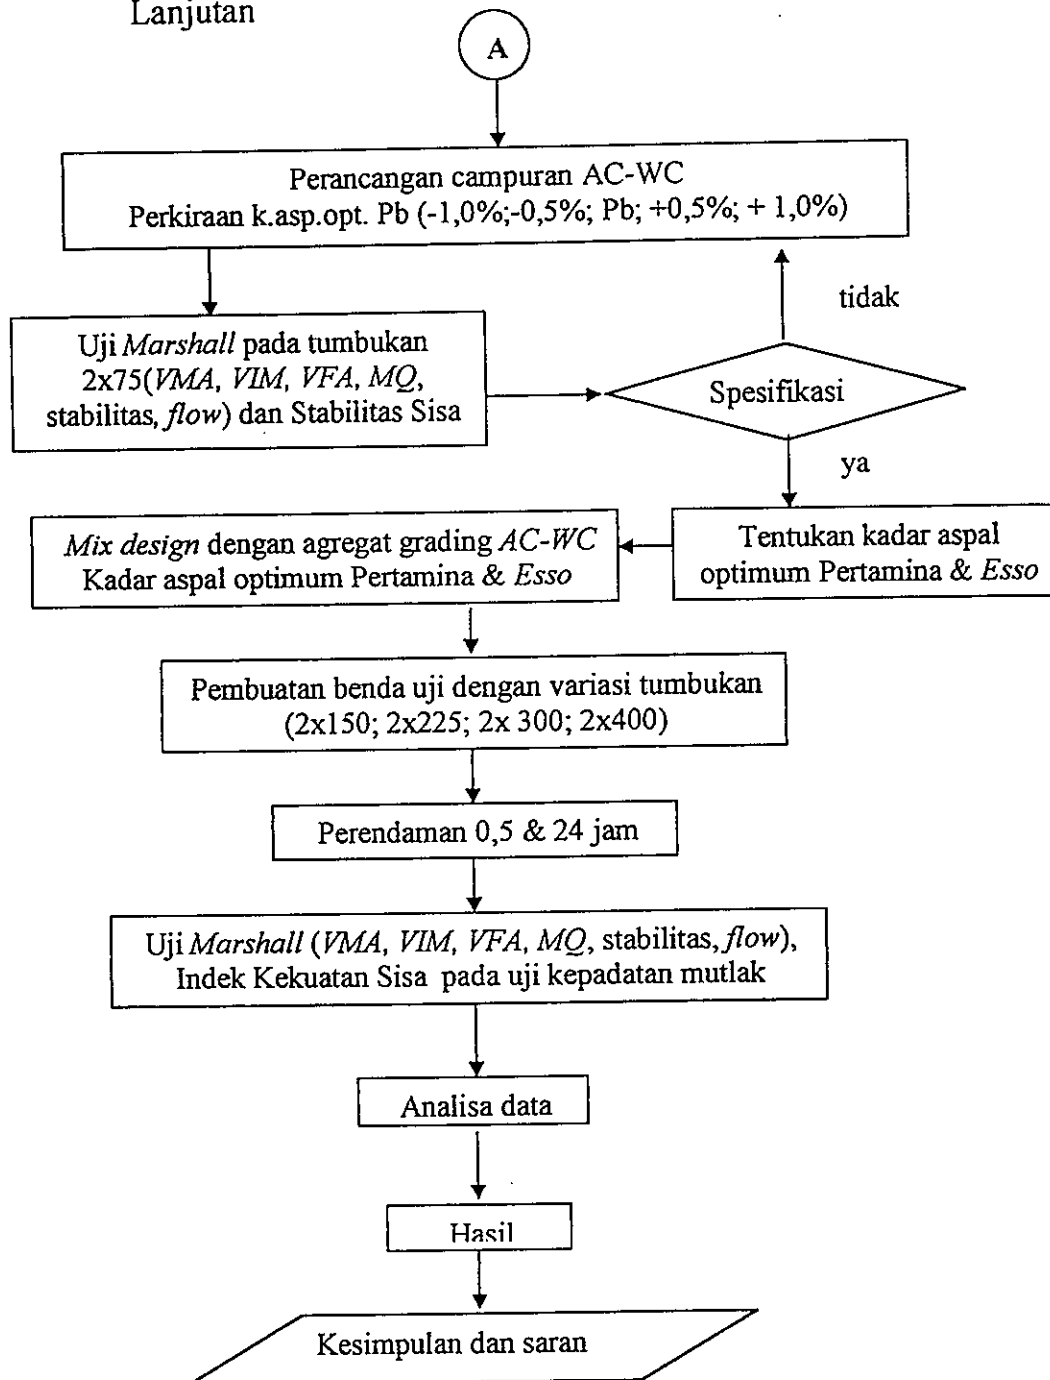 Lanjutan
A
Perancangan campuran AC-WC
Perkiraan k.asp.opt. Pb (-1,0%;-0,5%; Pb; +0,5%; + 1,0%)
tidak
Uji Marshall pada tumbukan
2x75(VMA, VIM, VFA, MQ,
stabilitas, flow) dan Stabilitas Sisa
Spesifikasi
ya
Mix design dengan agregat grading AC-WC
Kadar aspal optimum Pertamina & Esso
Tentukan kadar aspal
optimum Pertamina & Esso
Pembuatan benda uji dengan variasi tumbukan
(2x150; 2x225; 2x 300; 2x400)
Perendaman 0,5 & 24 jam
Uji Marshall (VMA, VIM, VFA, MQ, stabilitas, flow),
Indek Kekuatan Sisa pada uji kepadatan mutlak
Analisa data
Hasil
Kesimpulan dan saran